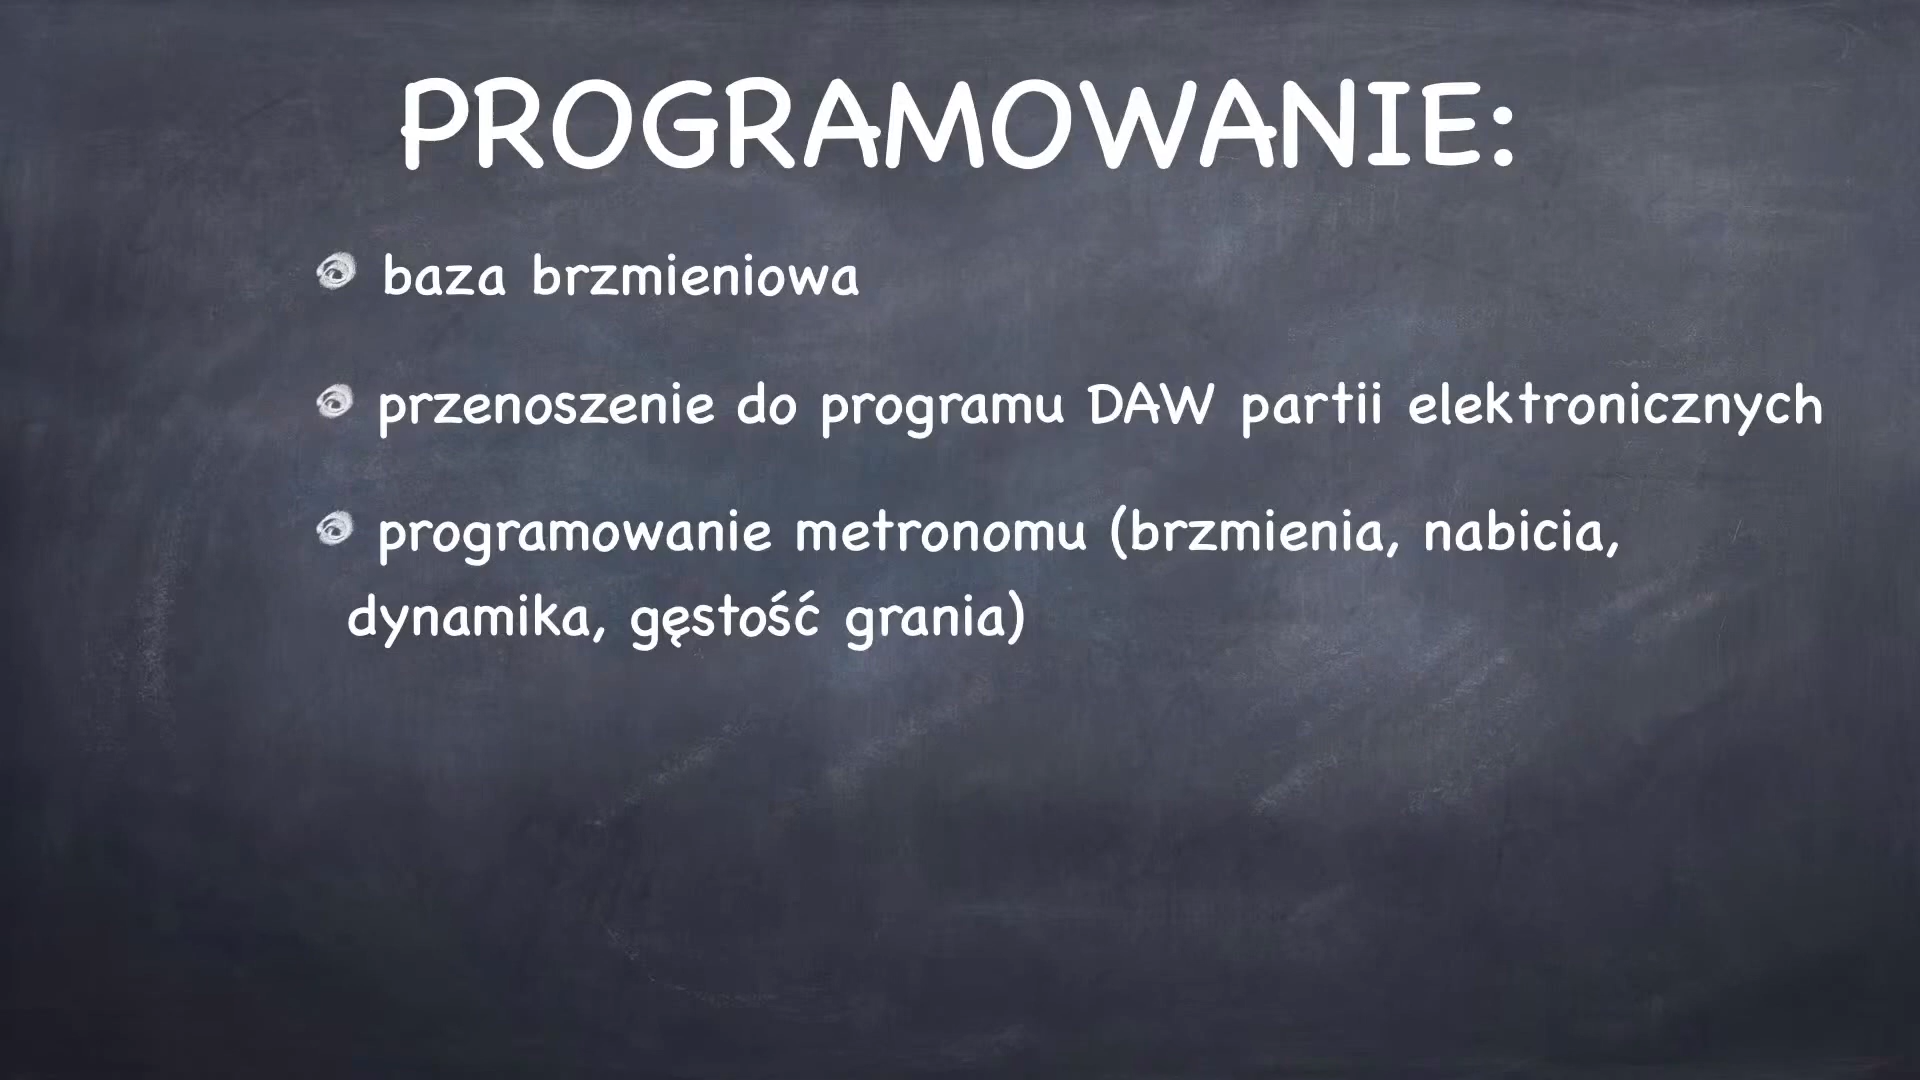 PROGRAMOWANIE:
baza brzmieniowa
przenoszenie do programu DAW partii elektronicznych
programowanie metronomu (brzmienia, nabicia,
dynamika, gęstość grania)